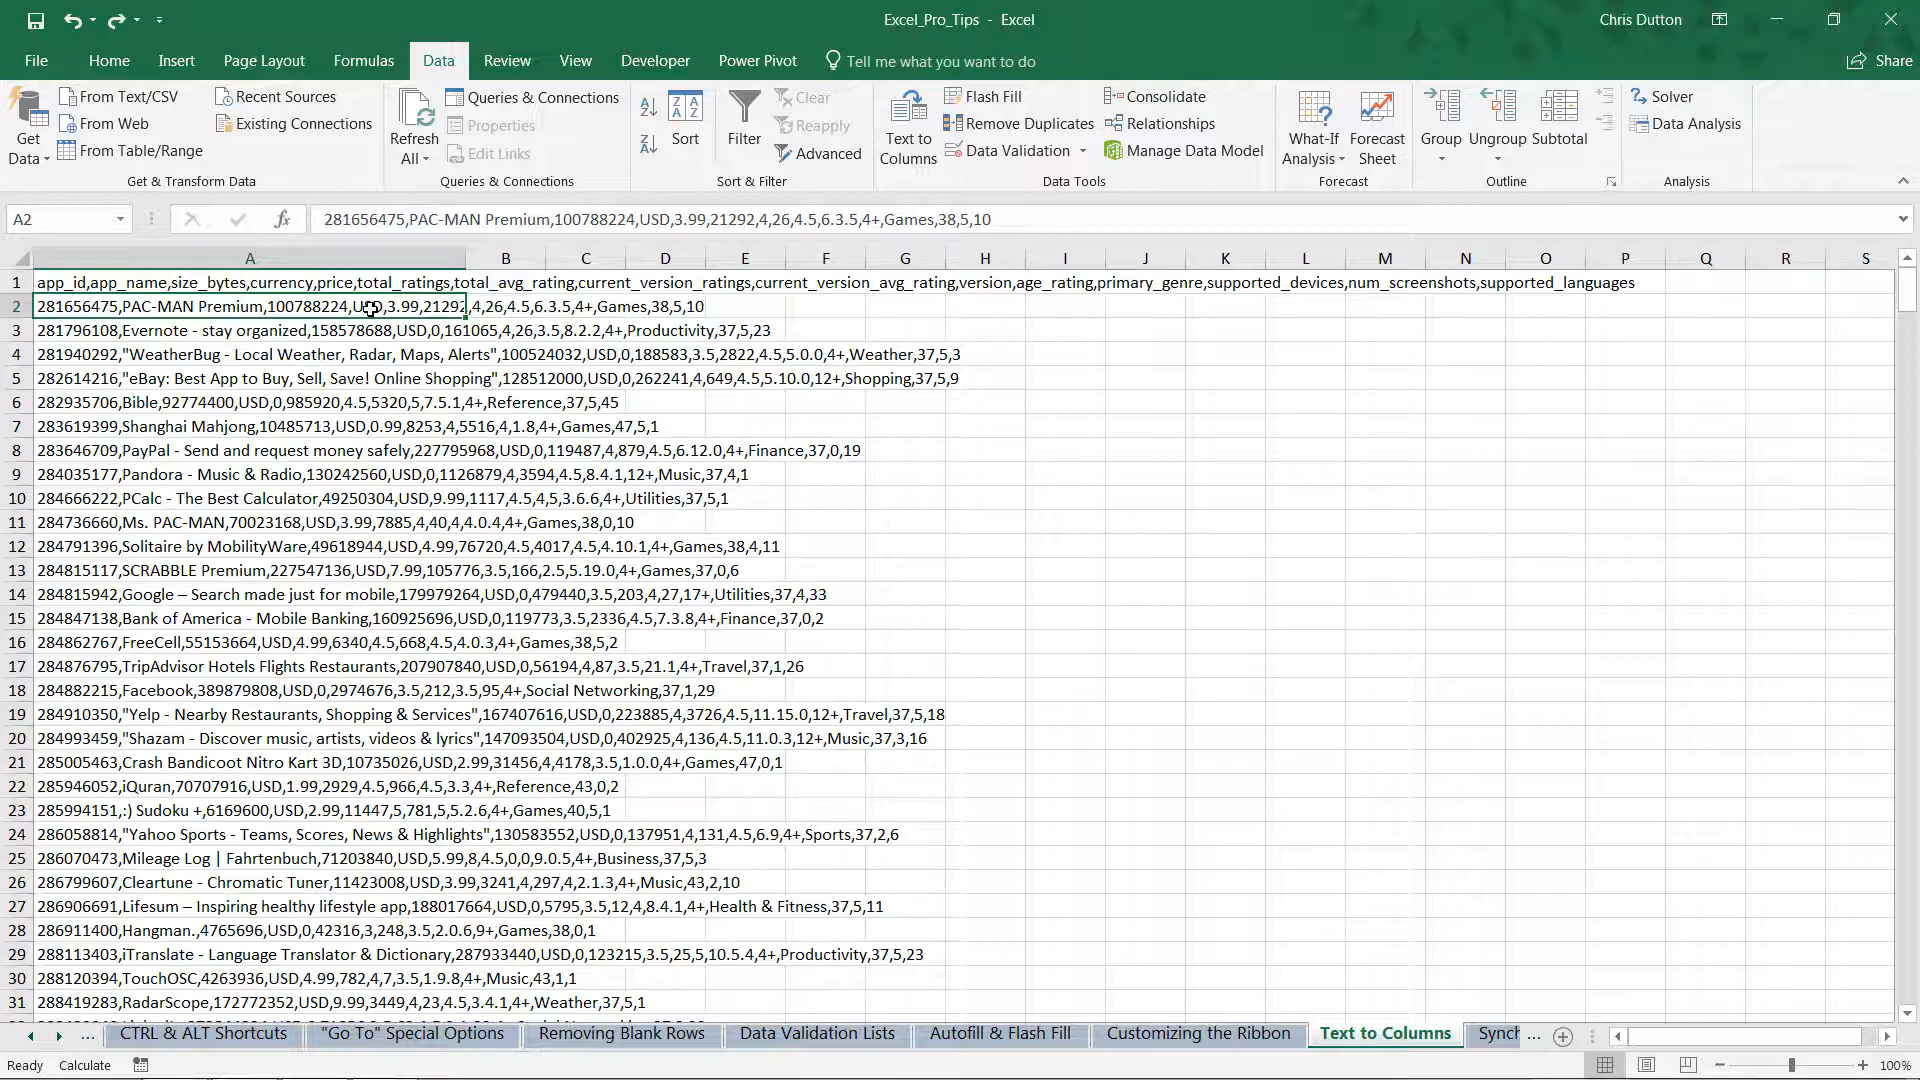 Excel_Pro_Tips - Excel
Chris Dutton
File Home Insert Page Layout Formulas Data Review View Developer Power Pivot Tell me what you want to do Share
Get Data
From Text/CSV
From Web
From Table/Range
Recent Sources
Existing Connections
Get & Transform Data
Refresh All
Queries & Connections
Properties
Edit Links
Queries & Connections
Sort
Filter
Clear
Reapply
Advanced
Sort & Filter
Text to Columns
Flash Fill
Remove Duplicates
Data Validation
Consolidate
Relationships
Manage Data Model
Data Tools
What-If Analysis
Forecast Sheet
Forecast
Group
Ungroup
Subtotal
Outline
Solver
Data Analysis
Analysis
A2 fx 281656475,PAC-MAN Premium,100788224,USD,3.99,21292,4,26,4.5,6.3.5,4+,Games,38,5,10
A B C D E F G H I J K L M N O P Q R S
1 app_id,app_name,size_bytes,currency,price,total_ratings,total_avg_rating,current_version_ratings,current_version_avg_rating,version,age_rating,primary_genre,supported_devices,num_screenshots,supported_languages
2 281656475,PAC-MAN Premium,100788224,USD,3.99,21292,4,26,4.5,6.3.5,4+,Games,38,5,10
3 281796108,Evernote - stay organized,158578688,USD,0,161065,4,26,3.5,8.2.2,4+,Productivity,37,5,23
4 281940292,"WeatherBug - Local Weather, Radar, Maps, Alerts",100524032,USD,0,188583,3.5,2822,4.5,5.0.0,4+,Weather,37,5,3
5 282614216,"eBay: Best App to Buy, Sell, Save! Online Shopping",128512000,USD,0,262241,4,649,4.5,5.10.0,12+,Shopping,37,5,9
6 282935706,Bible,92774400,USD,0,985920,4.5,5320,5,7.5.1,4+,Reference,37,5,45
7 283619399,Shanghai Mahjong,10485713,USD,0.99,8253,4,5516,4,1.8,4+,Games,47,5,1
8 283646709,PayPal - Send and request money safely,227795968,USD,0,119487,4,879,4.5,6.12.0,4+,Finance,37,0,19
9 284035177,Pandora - Music & Radio,130242560,USD,0,1126879,4,3594,4.5,8.4.1,12+,Music,37,4,1
10 284666222,PCalc - The Best Calculator,49250304,USD,9.99,1117,4.5,4,5,3.6.6,4+,Utilities,37,5,1
11 284736660,Ms. PAC-MAN,70023168,USD,3.99,7885,4,40,4,4.0.4,4+,Games,38,0,10
12 284791396,Solitaire by MobilityWare,49618944,USD,4.99,76720,4.5,4017,4.5,4.10.1,4+,Games,38,4,11
13 284815117,SCRABBLE Premium,227547136,USD,7.99,105776,3.5,166,2.5,5.19.0,4+,Games,37,0,6
14 284815942,Google – Search made just for mobile,179979264,USD,0,479440,3.5,203,4,27,17+,Utilities,37,4,33
15 284847138,Bank of America - Mobile Banking,160925696,USD,0,119773,3.5,2336,4.5,7.3.8,4+,Finance,37,0,2
16 284862767,FreeCell,55153664,USD,4.99,6340,4.5,668,4.5,4.0.3,4+,Games,38,5,2
17 284876795,TripAdvisor Hotels Flights Restaurants,207907840,USD,0,56194,4,87,3.5,21.1,4+,Travel,37,1,26
18 284882215,Facebook,389879808,USD,0,2974676,3.5,212,3.5,95,4+,Social Networking,37,1,29
19 284910350,"Yelp - Nearby Restaurants, Shopping & Services",167407616,USD,0,223885,4,3726,4.5,11.15.0,12+,Travel,37,5,18
20 284993459,"Shazam - Discover music, artists, videos & lyrics",147093504,USD,0,402925,4,136,4.5,11.0.3,12+,Music,37,3,16
21 285005463,Crash Bandicoot Nitro Kart 3D,10735026,USD,2.99,31456,4,4178,3.5,1.0.0,4+,Games,47,0,1
22 285946052,iQuran,70707916,USD,1.99,2929,4.5,966,4.5,3.3,4+,Reference,43,0,2
23 285994151,:) Sudoku +,6169600,USD,2.99,11447,5,781,5,5.2.6,4+,Games,40,5,1
24 286058814,"Yahoo Sports - Teams, Scores, News & Highlights",130583552,USD,0,137951,4,131,4.5,6.9,4+,Sports,37,2,6
25 286070473,Mileage Log | Fahrtenbuch,71203840,USD,5.99,8,4.5,0,0,9.0.5,4+,Business,37,5,3
26 286799607,Cleartune - Chromatic Tuner,11423008,USD,3.99,3241,4,297,4,2.1.3,4+,Music,43,2,10
27 286906691,Lifesum – Inspiring healthy lifestyle app,188017664,USD,0,5795,3.5,12,4,8.4.1,4+,Health & Fitness,37,5,11
28 286911400,Hangman.,4765696,USD,0,42316,3,248,3.5,2.0.6,9+,Games,38,0,1
29 288113403,iTranslate - Language Translator & Dictionary,287933440,USD,0,123215,3.5,25,5,10.5.4,4+,Productivity,37,5,23
30 288120394,TouchOSC,4263936,USD,4.99,782,4,7,3.5,1.9.8,4+,Music,43,1,1
31 288419283,RadarScope,172772352,USD,9.99,3449,4,23,4.5,3.4.1,4+,Weather,37,5,1
... CTRL & ALT Shortcuts "Go To" Special Options Removing Blank Rows Data Validation Lists Autofill & Flash Fill Customizing the Ribbon Text to Columns Synch ...
Ready Calculate 100%